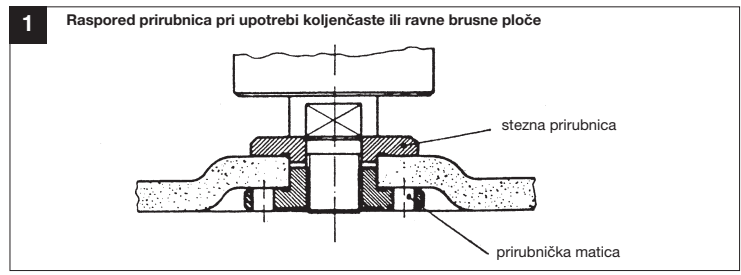 1
Raspored prirubnica pri upotrebi koljenčaste ili ravne brusne ploče
stezna prirubnica
prirubnička matica